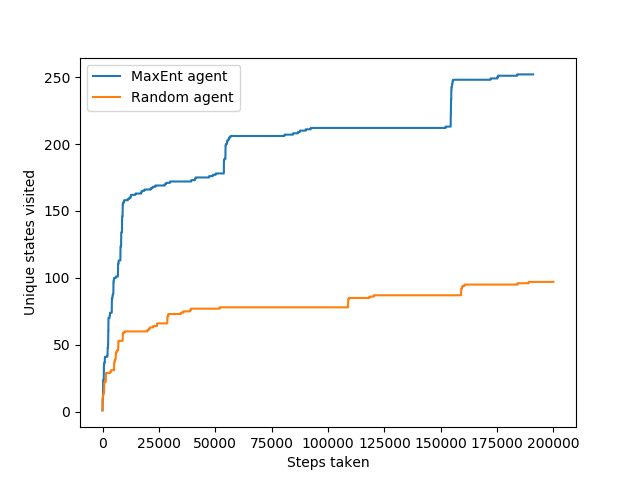 MaxEnt agent
Random agent
250
200
150
100
50
0
Unique states visited
0 25000 50000 75000 100000 125000 150000 175000 200000
Steps taken